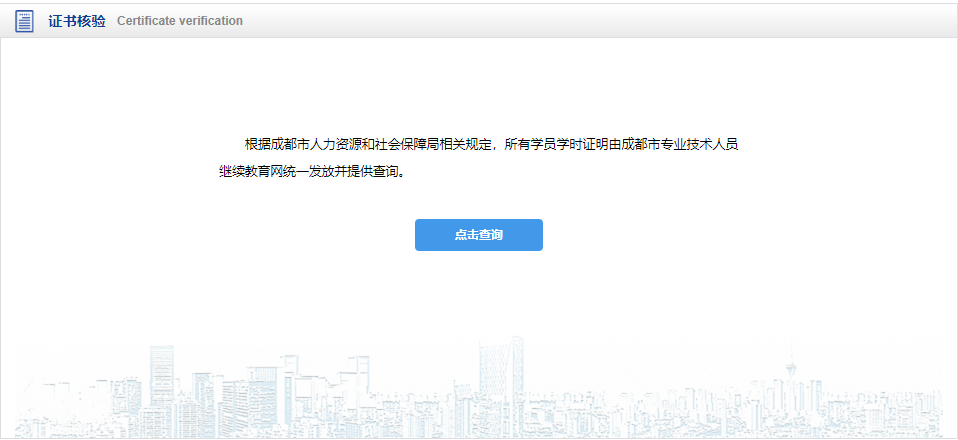 证书核验 Certificate verification
根据成都市人力资源和社会保障局相关规定，所有学员学时证明由成都市专业技术人员
继续教育网统一发放并提供查询。
点击查询